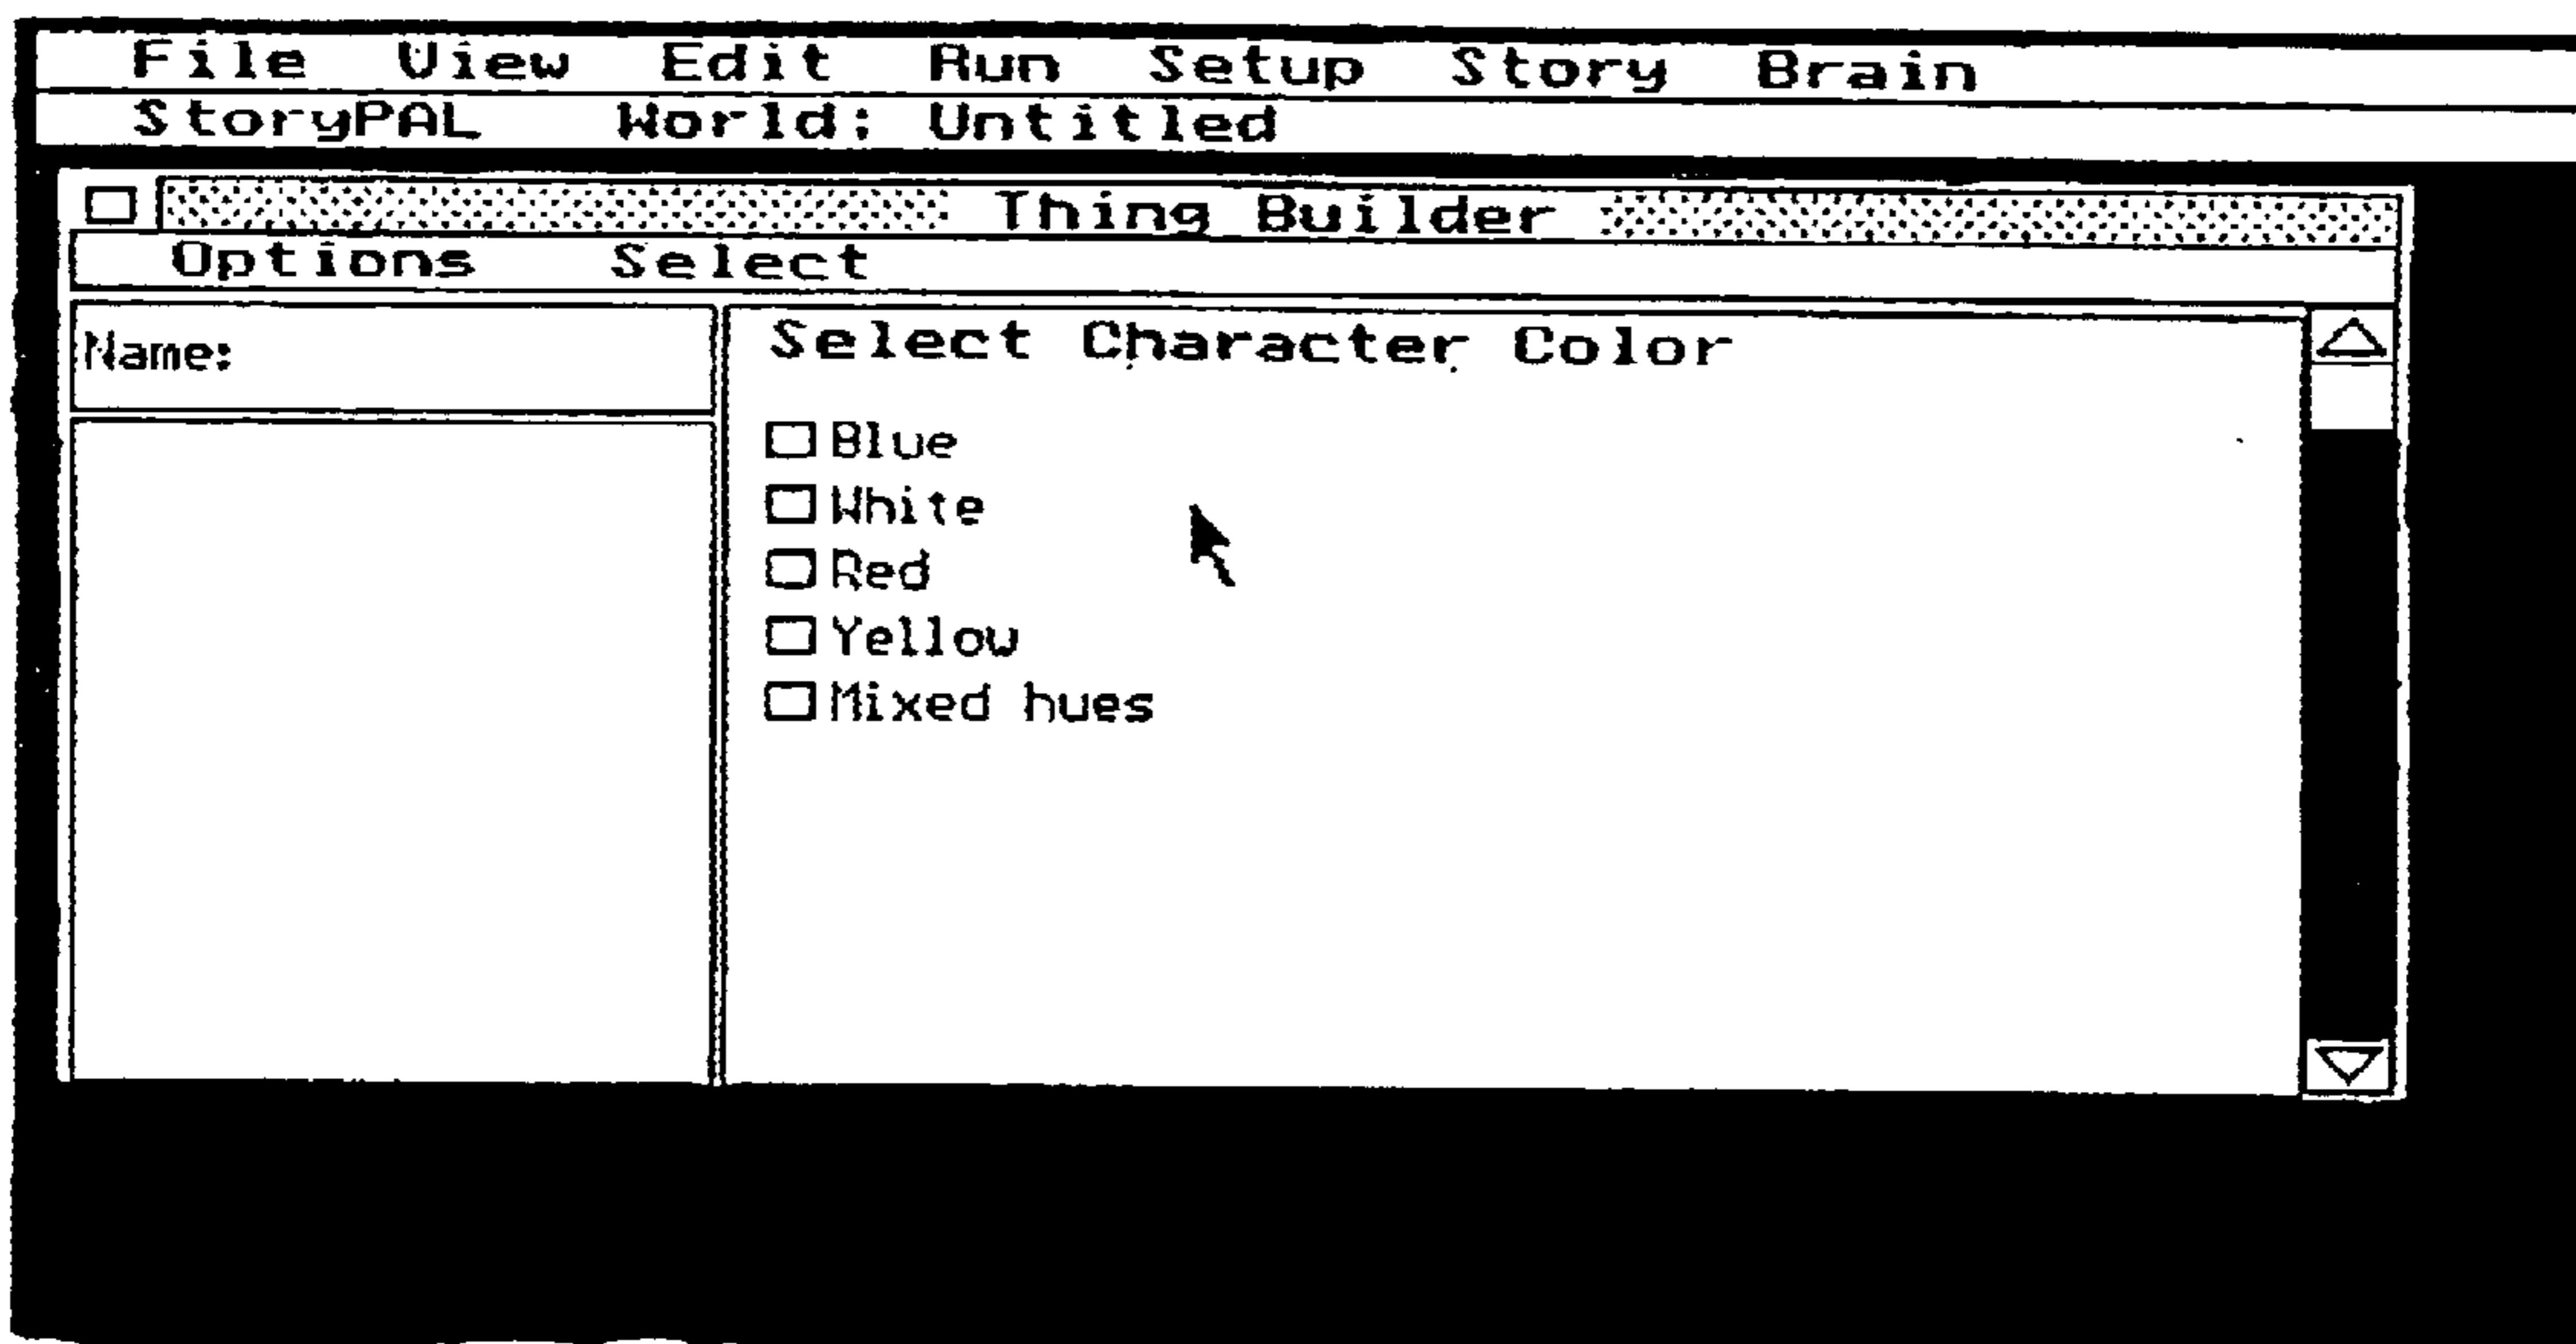 File View Edit Run Setup Story Brain
StoryPAL World: Untitled
Thing Builder
Options Select
Name:
Select Character Color
Blue
White
Red
Yellow
Mixed hues